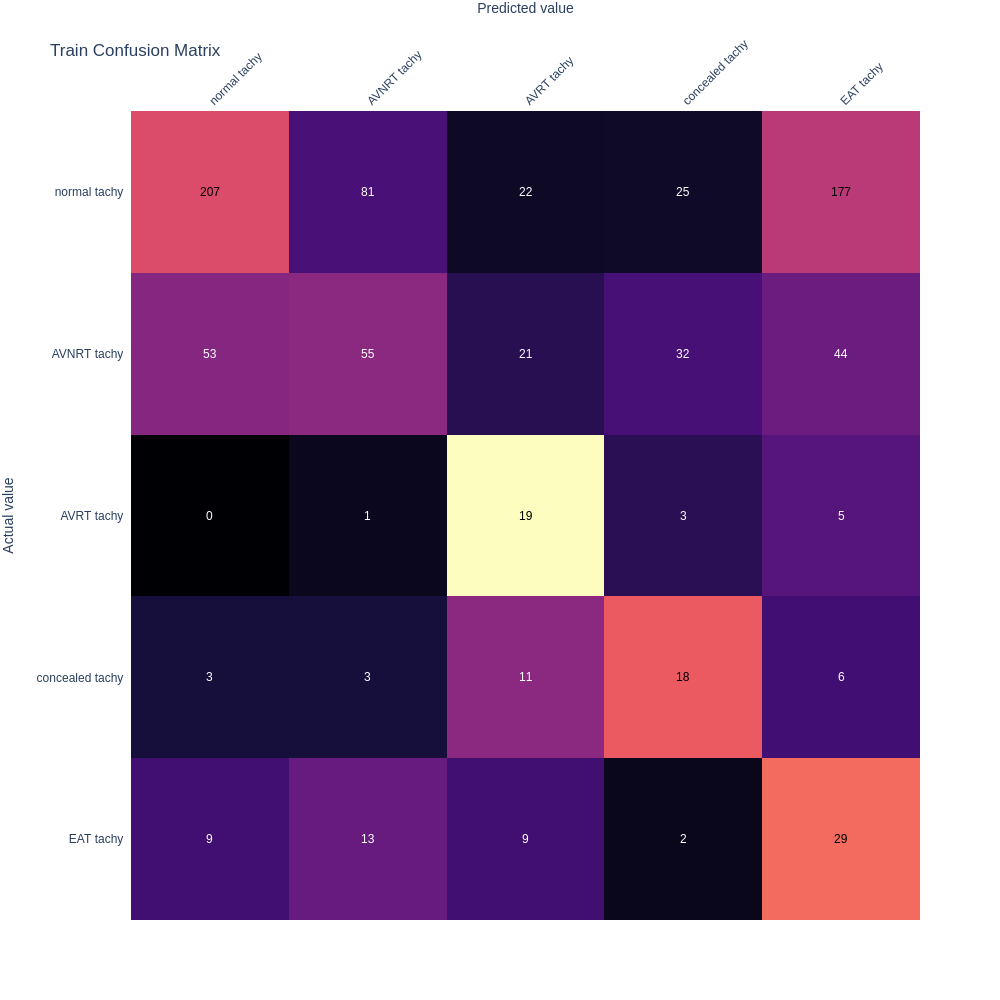 Predicted value
Train Confusion Matrix
normal tachy
AVNRT tachy
AVRT tachy
concealed tachy
EAT tachy
normal tachy 207 81 22 25 177
AVNRT tachy 53 55 21 32 44
AVRT tachy 0 1 19 3 5
concealed tachy 3 3 11 18 6
EAT tachy 9 13 9 2 29
Actual value